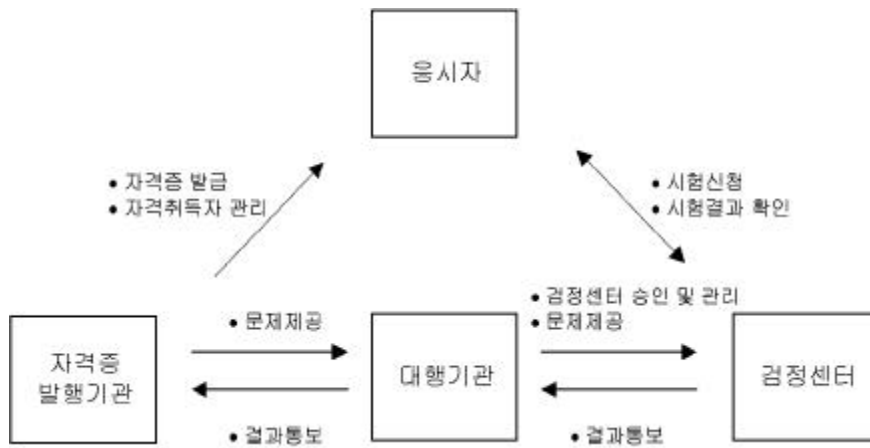 응시자
● 자격증 발급
● 자격취득자 관리
● 시험신청
● 시험결과 확인
● 문제제공
● 검정센터 승인 및 관리
● 문제제공
자격증
발행기관
대행기관
검정센터
● 결과통보
● 결과통보